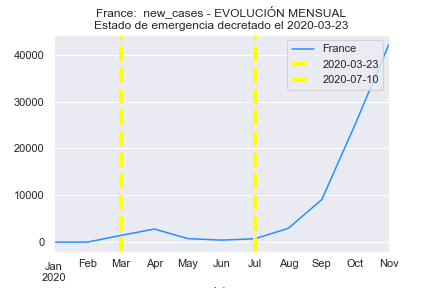 France:  new_cases - EVOLUCIÓN MENSUAL
Estado de emergencia decretado el 2020-03-23
France
2020-03-23
2020-07-10
40000
30000
20000
10000
0
Jan Feb Mar Apr May Jun Jul Aug Sep Oct Nov
2020